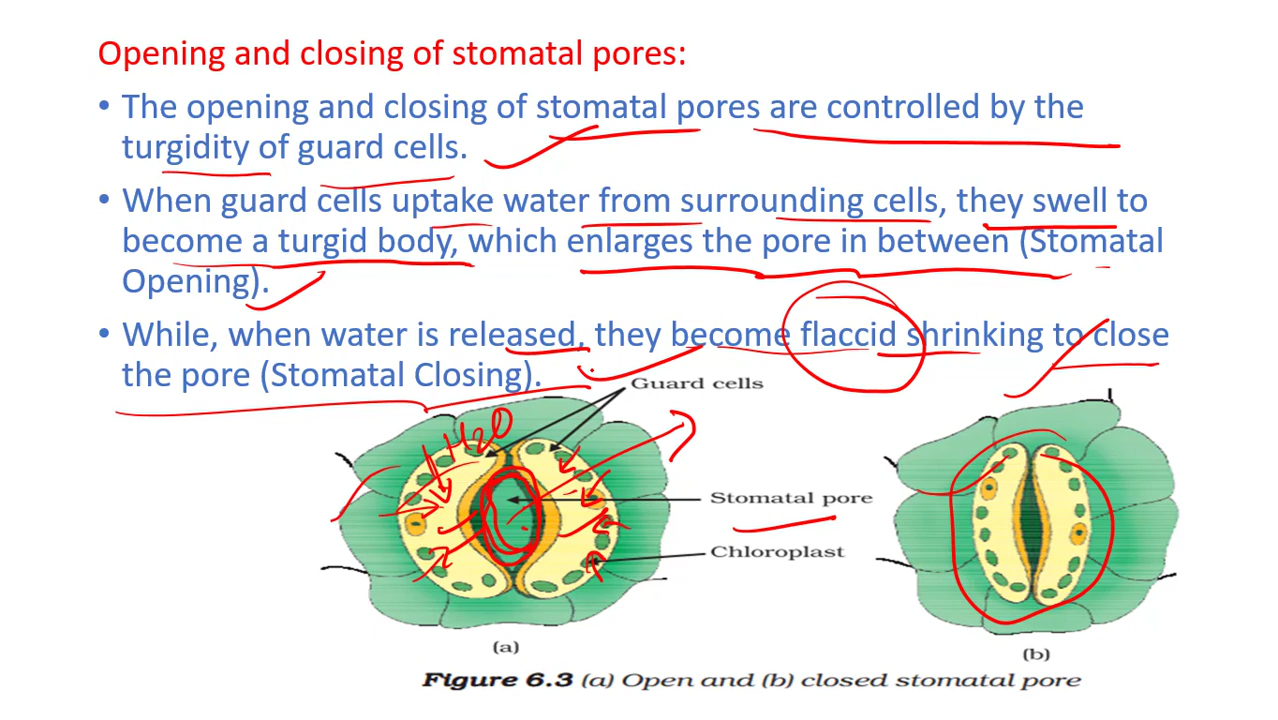 Opening and closing of stomatal pores:
• The opening and closing of stomatal pores are controlled by the
turgidity of guard cells.
• When guard cells uptake water from surrounding cells, they swell to
become a turgid body, which enlarges the pore in between (Stomatal
Opening).
• While, when water is released, they become flaccid shrinking to close
the pore (Stomatal Closing).
Guard cells
H2O
Stomatal pore
Chloroplast
(a)
(b)
Figure 6.3 (a) Open and (b) closed stomatal pore